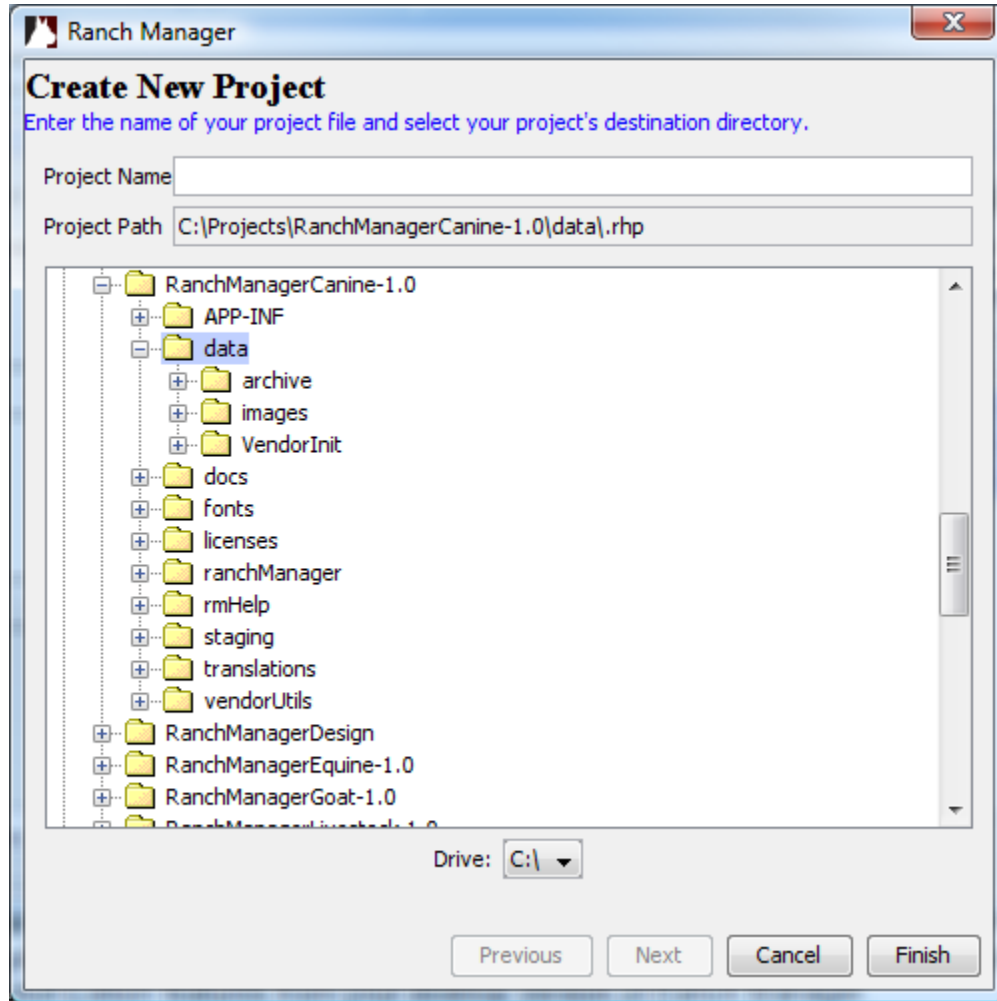 Ranch Manager
Create New Project
Enter the name of your project file and select your project's destination directory.
Project Name
Project Path C:\Projects\RanchManagerCanine-1.0\data\.rhp
RanchManagerCanine-1.0
APP-INF
data
archive
images
VendorInit
docs
fonts
licenses
ranchManager
rmHelp
staging
translations
vendorUtils
RanchManagerDesign
RanchManagerEquine-1.0
RanchManagerGoat-1.0
RanchManagerLivestock-1.0
Drive: C:\
Previous Next Cancel Finish